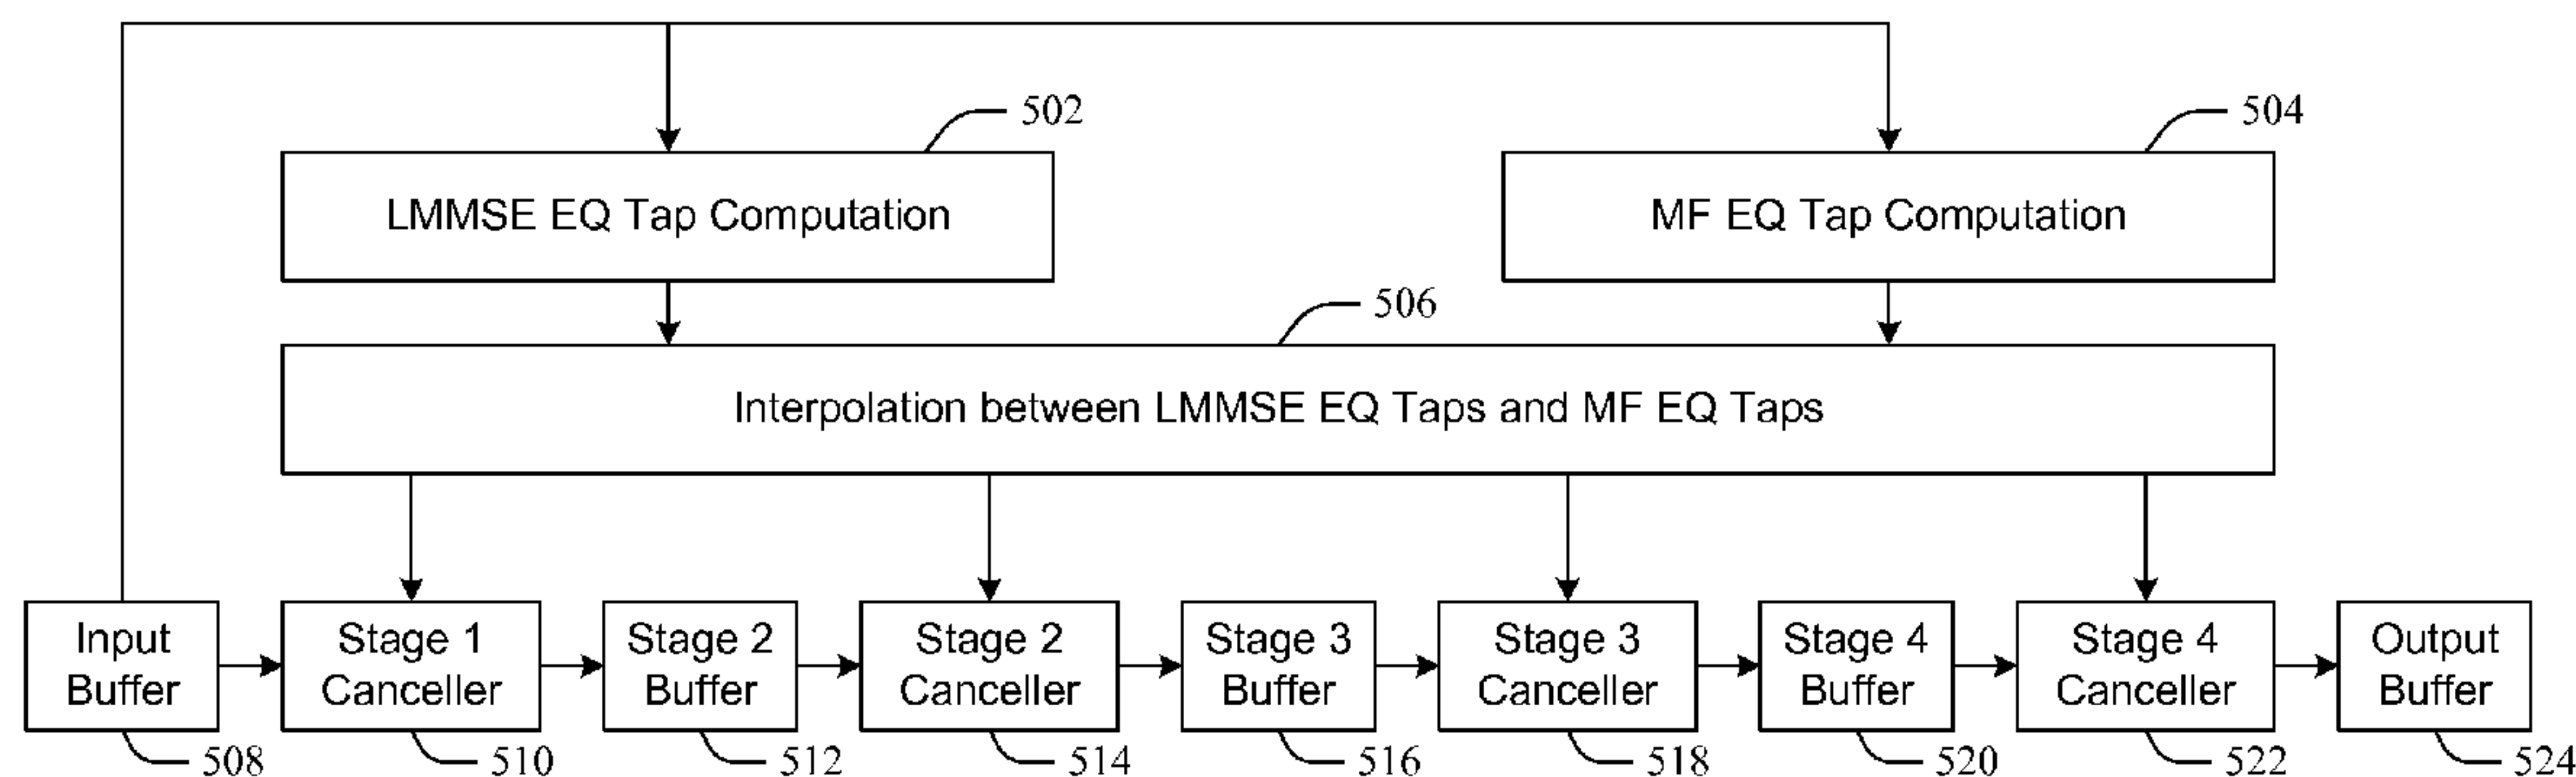 502
504
LMMSE EQ Tap Computation
MF EQ Tap Computation
506
Interpolation between LMMSE EQ Taps and MF EQ Taps
Input
Buffer
Stage 1
Canceller
Stage 2
Buffer
Stage 2
Canceller
Stage 3
Buffer
Stage 3
Canceller
Stage 4
Buffer
Stage 4
Canceller
Output
Buffer
508
510
512
514
516
518
520
522
524